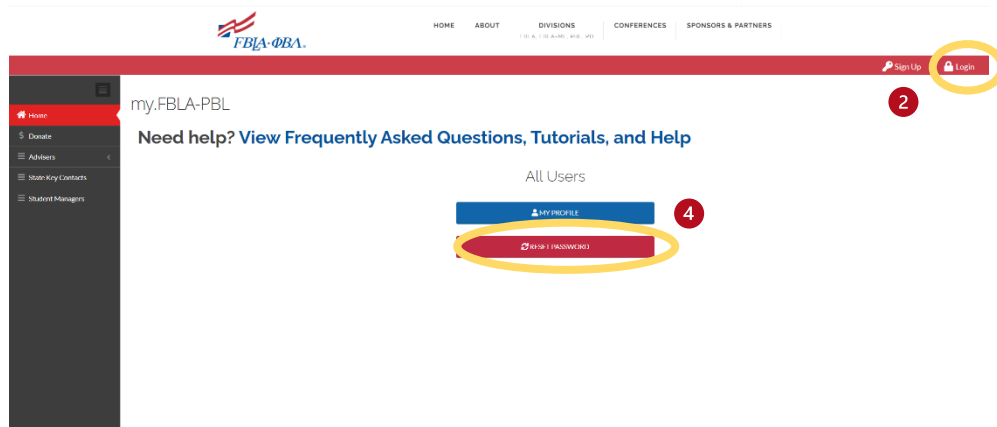 HOME ABOUT DIVISIONS CONFERENCES SPONSORS & PARTNERS
FBLA-ΦBΛ.
Sign Up Login
2
my.FBLA-PBL
Home
Donate
Advisers
State Key Contacts
Student Managers
Need help? View Frequently Asked Questions, Tutorials, and Help
All Users
MY PROFILE
4
RESET PASSWORD